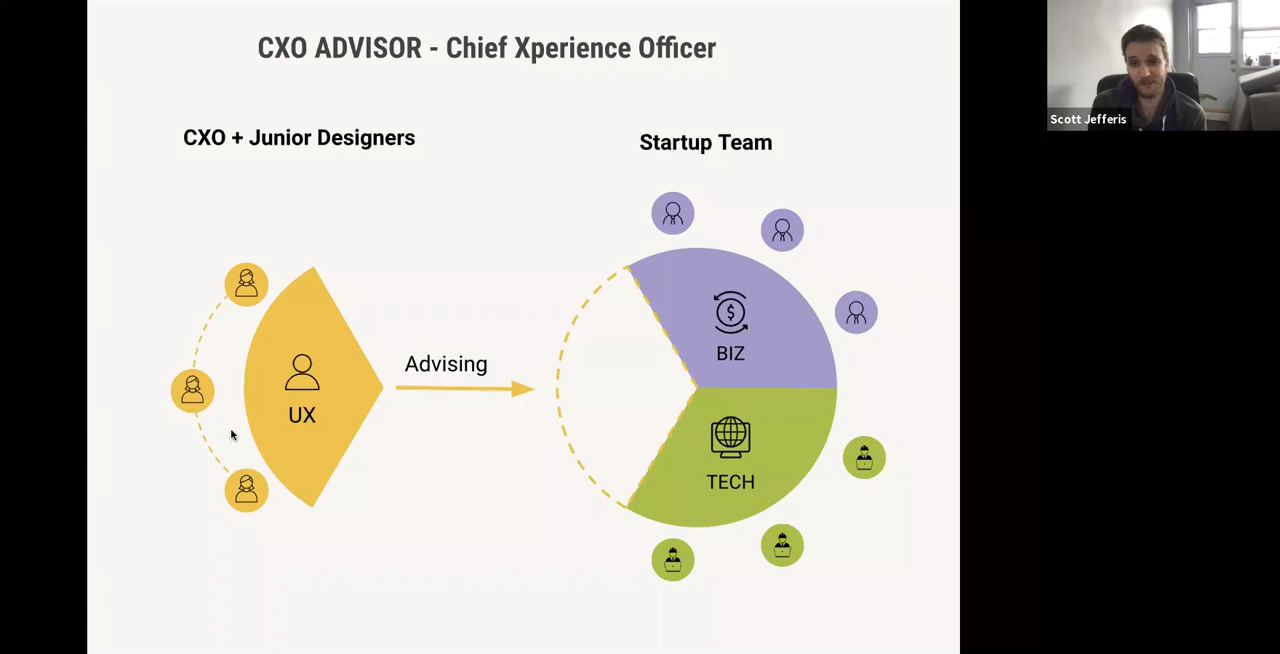 CXO ADVISOR - Chief Xperience Officer
CXO + Junior Designers
Startup Team
Scott Jefferis
UX
Advising
$
BIZ
TECH